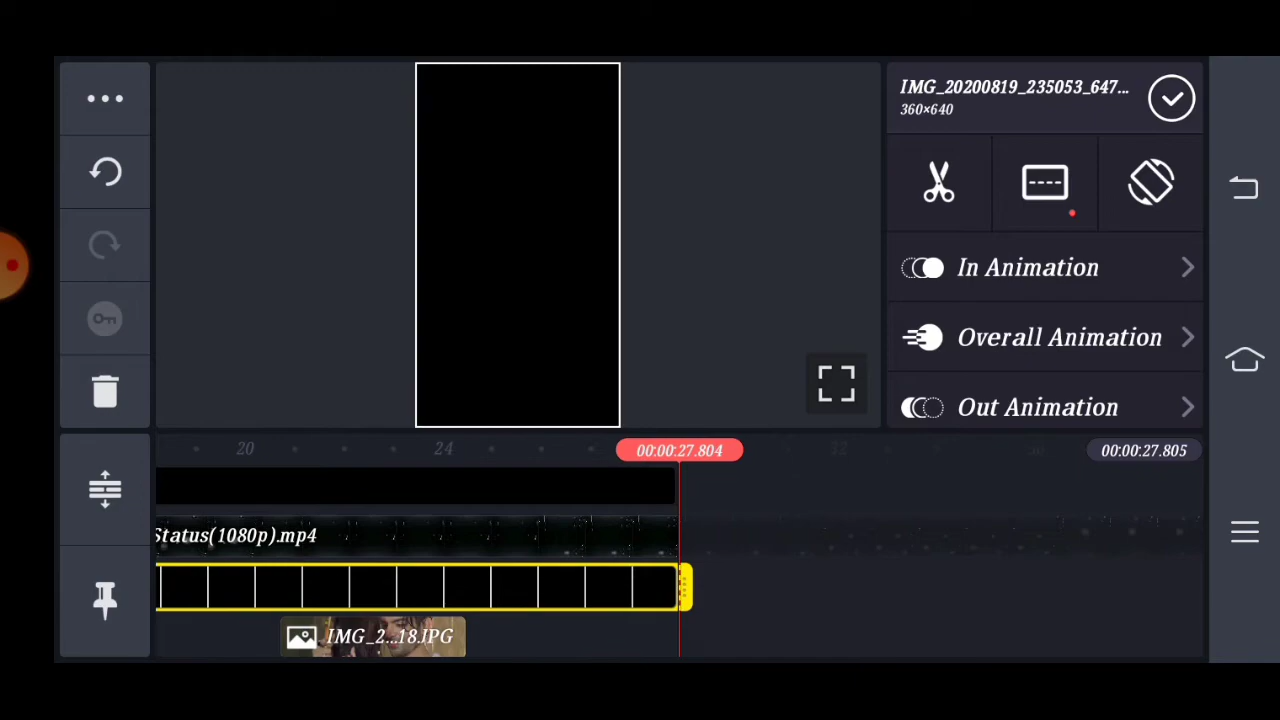 IMG_20200819_235053_647...
360×640
In Animation
Overall Animation
Out Animation
20
24
00:00:27.804
32
00:00:27.805
Status(1080p).mp4
IMG_2...18.JPG